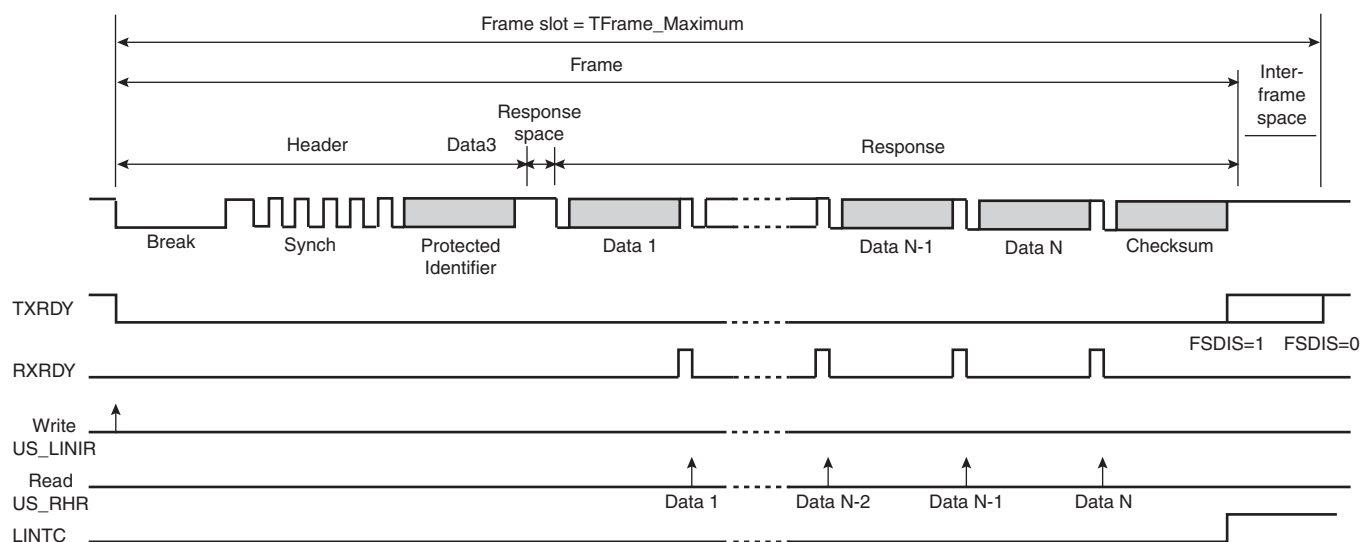 Frame slot = TFrame_Maximum
Frame
Inter-
frame
space
Response
space
Header
Data3
Response
Break
Synch
Protected
Identifier
Data 1
Data N-1
Data N
Checksum
TXRDY
FSDIS=1
FSDIS=0
RXRDY
Write
US_LINIR
Read
US_RHR
Data 1
Data N-2
Data N-1
Data N
LINTC